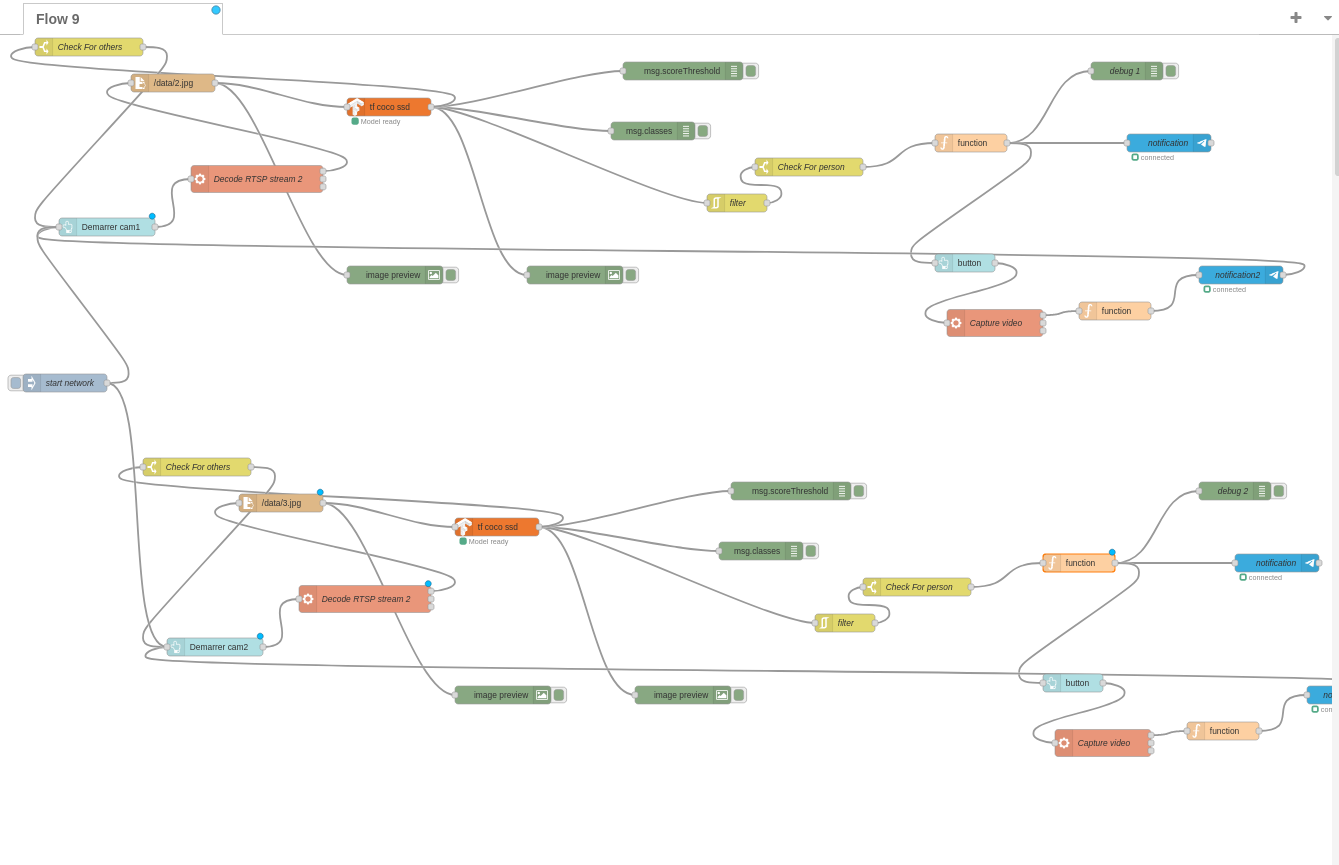 Flow 9
Check For others
/data/2.jpg
msg.scoreThreshold
debug 1
tf coco ssd
Model ready
msg.classes
function
notification
connected
Check For person
Decode RTSP stream 2
filter
Demarrer cam1
button
image preview
image preview
notification2
connected
Capture video
function
start network
Check For others
/data/3.jpg
msg.scoreThreshold
debug 2
tf coco ssd
Model ready
msg.classes
function
notification
connected
Check For person
Decode RTSP stream 2
filter
Demarrer cam2
button
image preview
image preview
no
con
function
Capture video